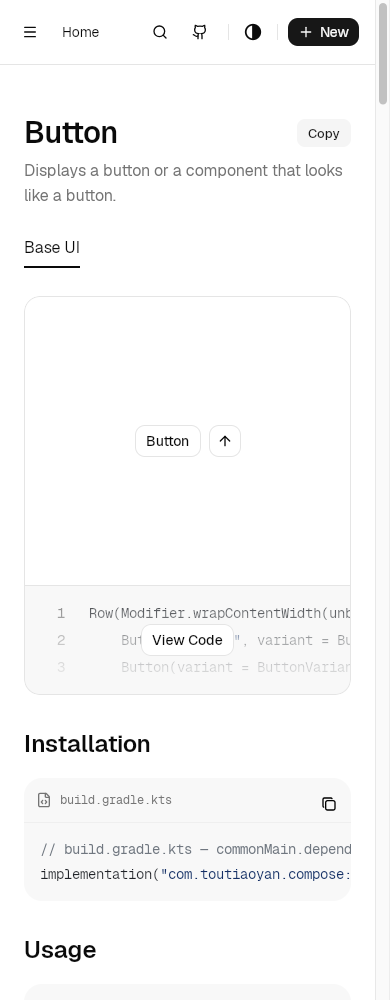 Home
New
Button
Copy
Displays a button or a component that looks
like a button.
Base UI
Button
1 Row(Modifier.wrapContentWidth(unb
2 But ", variant = Bu
View Code
3 Button(variant = ButtonVarian
Installation
build.gradle.kts
// build.gradle.kts — commonMain.depend
implementation("com.toutiaoyan.compose:
Usage